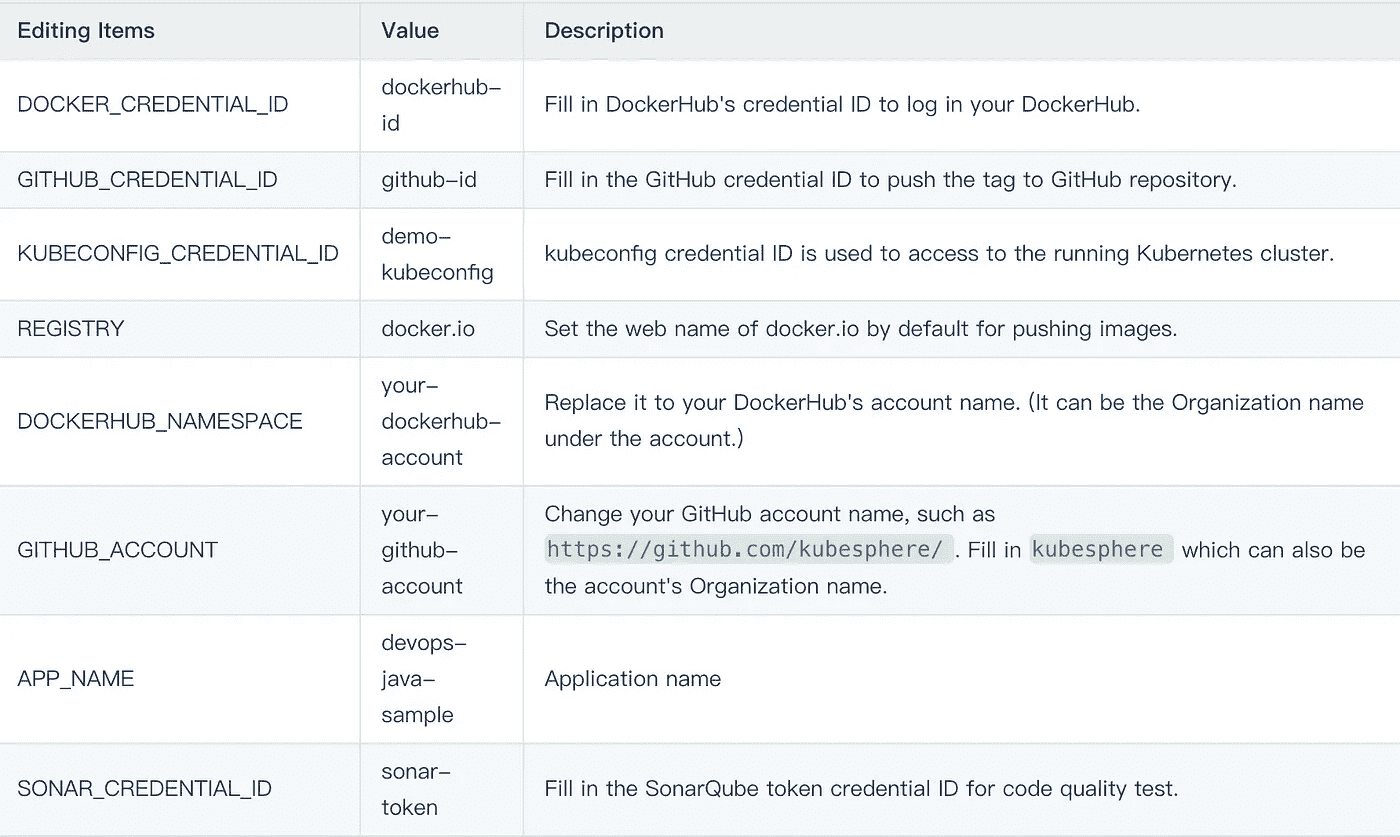 Editing Items Value Description
DOCKER_CREDENTIAL_ID dockerhub-id Fill in DockerHub's credential ID to log in your DockerHub.
GITHUB_CREDENTIAL_ID github-id Fill in the GitHub credential ID to push the tag to GitHub repository.
KUBECONFIG_CREDENTIAL_ID demo-kubeconfig kubeconfig credential ID is used to access to the running Kubernetes cluster.
REGISTRY docker.io Set the web name of docker.io by default for pushing images.
DOCKERHUB_NAMESPACE
your-
dockerhub-
account
Replace it to your DockerHub's account name. (It can be the Organization name
under the account.)
GITHUB_ACCOUNT
your-
github-
account
Change your GitHub account name, such as
https://github.com/kubesphere/ . Fill in kubesphere which can also be
the account's Organization name.
APP_NAME
devops-
java-
sample
Application name
SONAR_CREDENTIAL_ID
sonar-
token
Fill in the SonarQube token credential ID for code quality test.